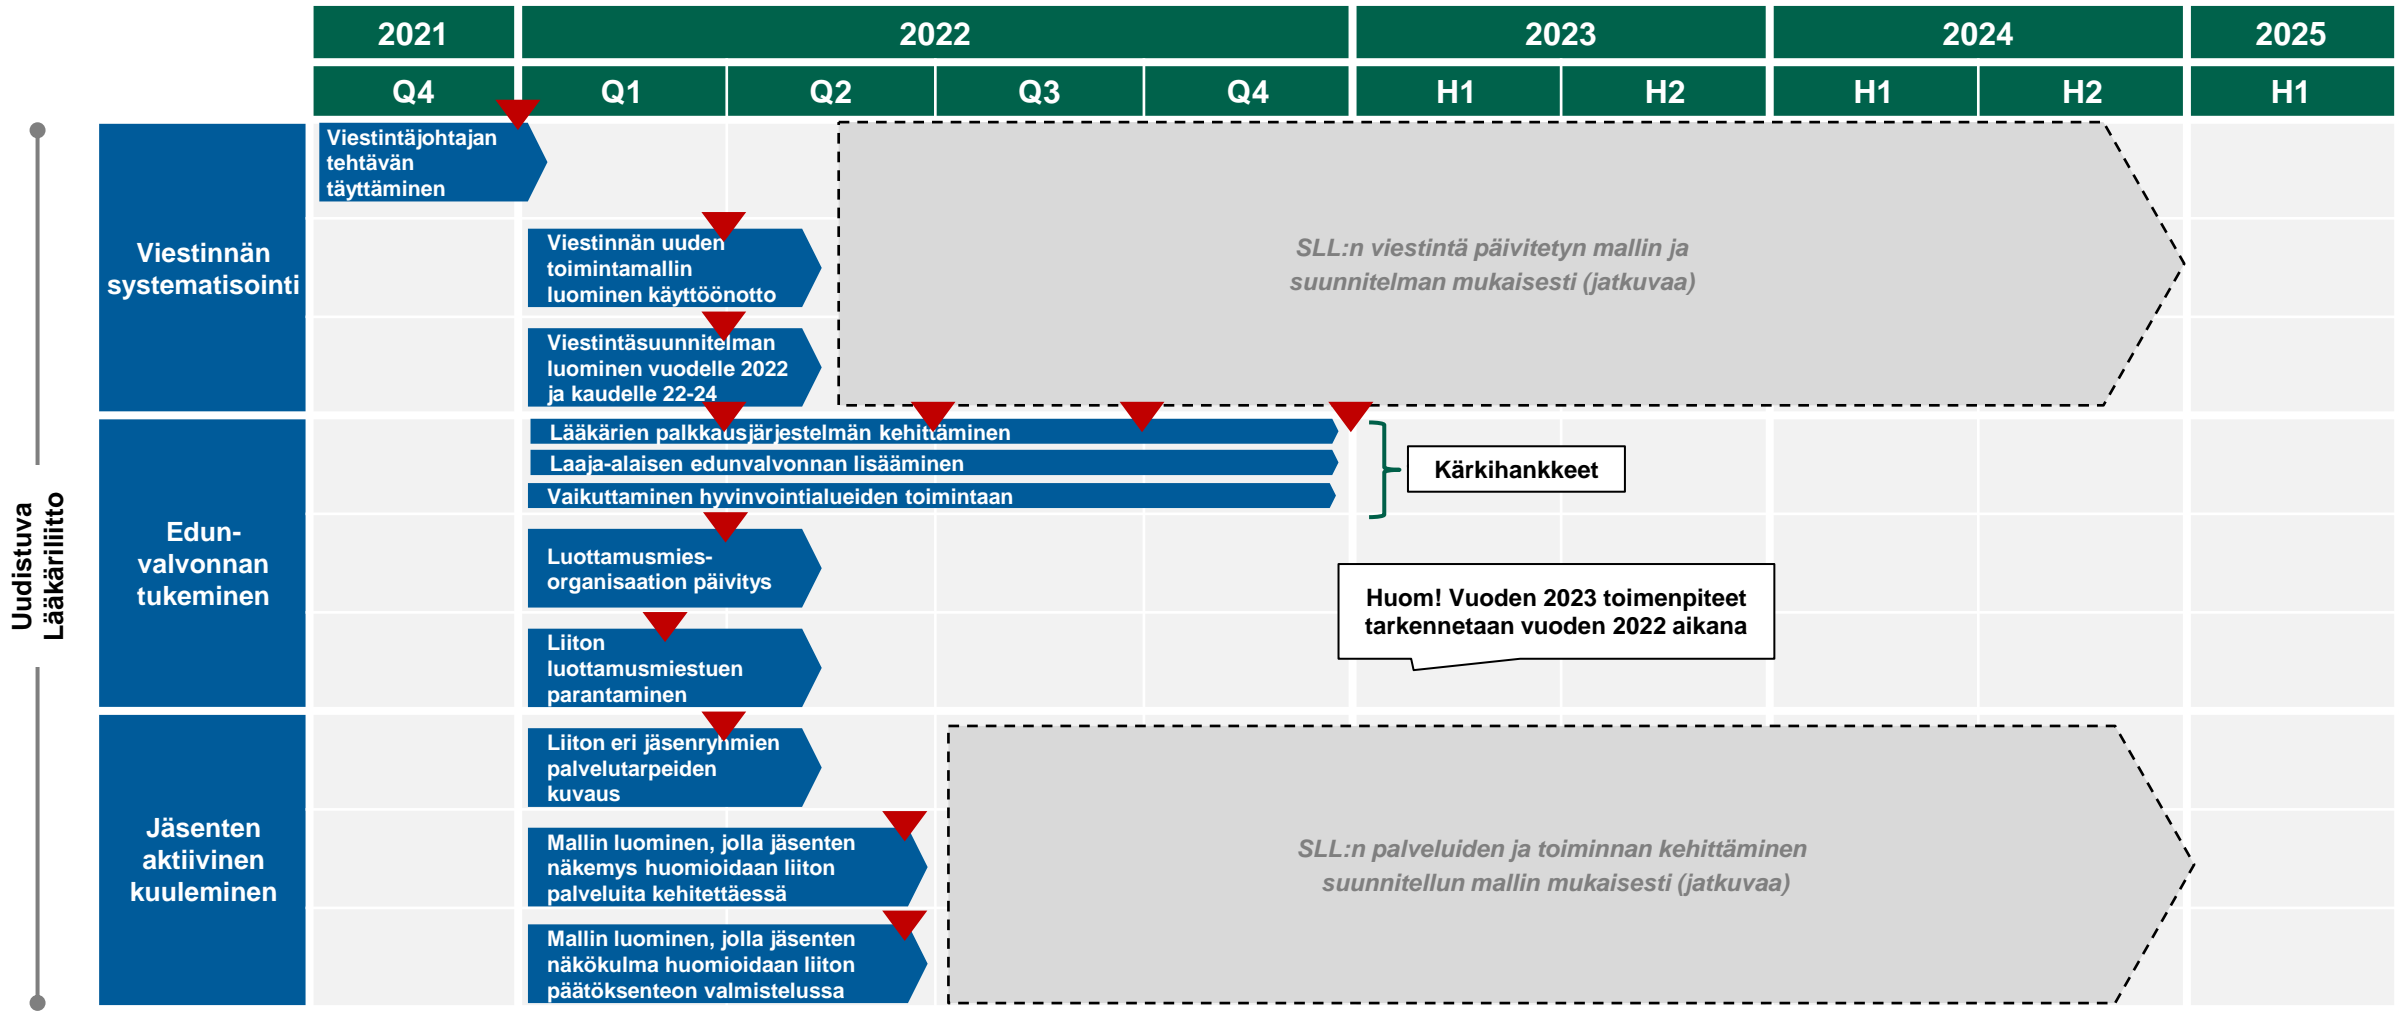 2021
2022
2023
2024
2025
Q4
Q1
Q2
Q3
Q4
H1
H2
H1
H2
H1
Uudistuva
Lääkäriliitto
Viestinnän
systematisointi
Viestintäjohtajan
tehtävän
täyttäminen
Viestinnän uuden
toimintamallin
luominen käyttöönotto
Viestintäsuunnitelman
luominen vuodelle 2022
ja kaudelle 22-24
SLL:n viestintä päivitetyn mallin ja
suunnitelman mukaisesti (jatkuvaa)
Edun-
valvonnan
tukeminen
Lääkärien palkkausjärjestelmän kehittäminen
Laaja-alaisen edunvalvonnan lisääminen
Vaikuttaminen hyvinvointialueiden toimintaan
Kärkihankkeet
Luottamusmies-
organisaation päivitys
Liiton
luottamusmiestuen
parantaminen
Huom! Vuoden 2023 toimenpiteet
tarkennetaan vuoden 2022 aikana
Jäsenten
aktiivinen
kuuleminen
Liiton eri jäsenryhmien
palvelutarpeiden
kuvaus
Mallin luominen, jolla jäsenten
näkemys huomioidaan liiton
palveluita kehitettäessä
Mallin luominen, jolla jäsenten
näkökulma huomioidaan liiton
päätöksenteon valmistelussa
SLL:n palveluiden ja toiminnan kehittäminen
suunnitellun mallin mukaisesti (jatkuvaa)